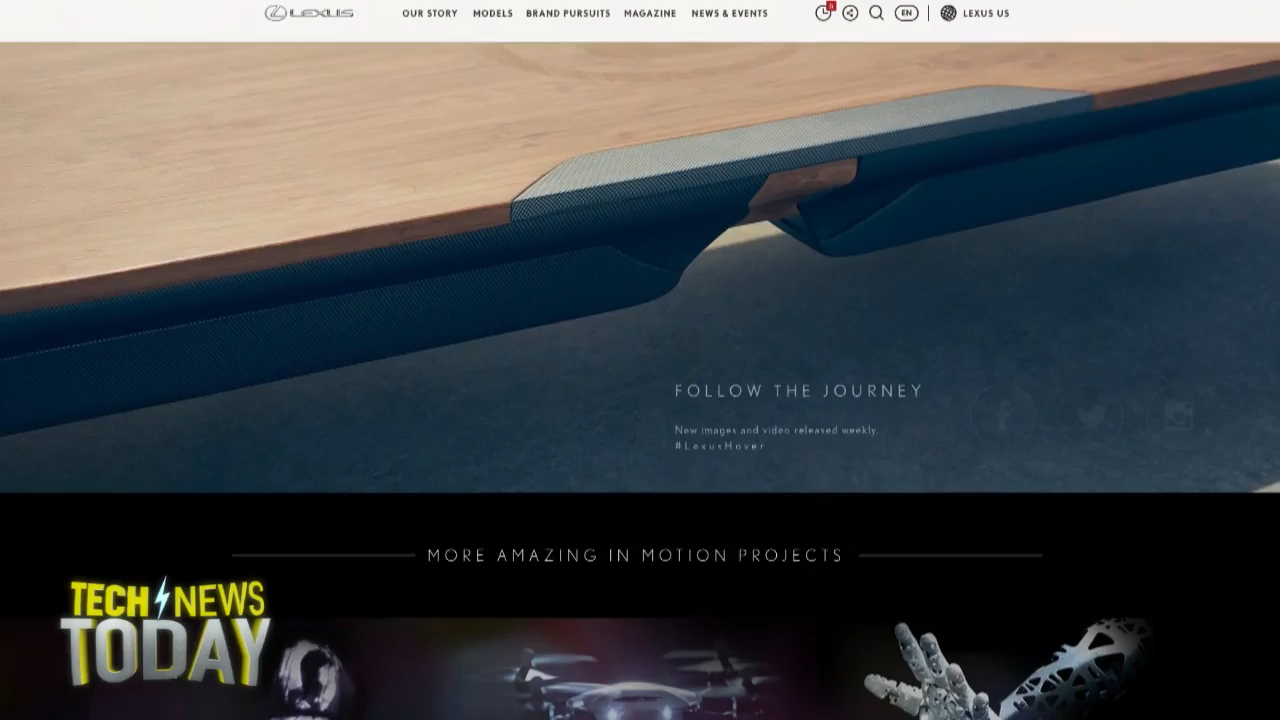 LEXUS
OUR STORY MODELS BRAND PURSUITS MAGAZINE NEWS & EVENTS EN LEXUS US
FOLLOW THE JOURNEY
New images and video released weekly.
#LexusHover
MORE AMAZING IN MOTION PROJECTS
TECH NEWS
TODAY